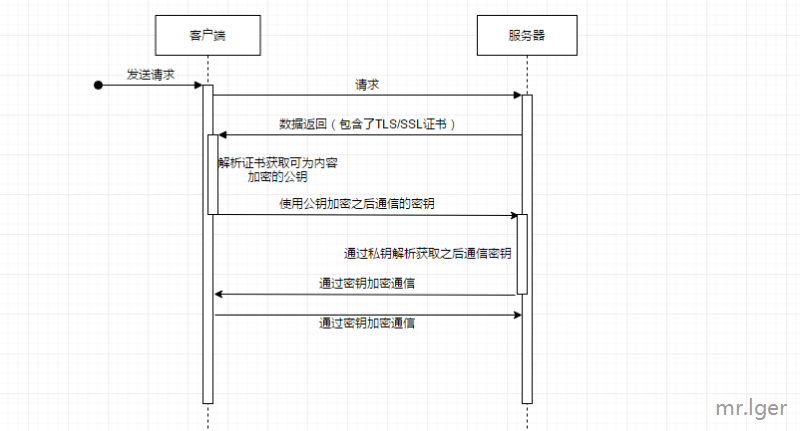 客户端
服务器
发送请求
请求
数据返回（包含了TLS/SSL证书）
解析证书获取可为内容
加密的公钥
使用公钥加密之后通信的密钥
通过私钥解析获取之后通信密钥
通过密钥加密通信
通过密钥加密通信
mr.lger